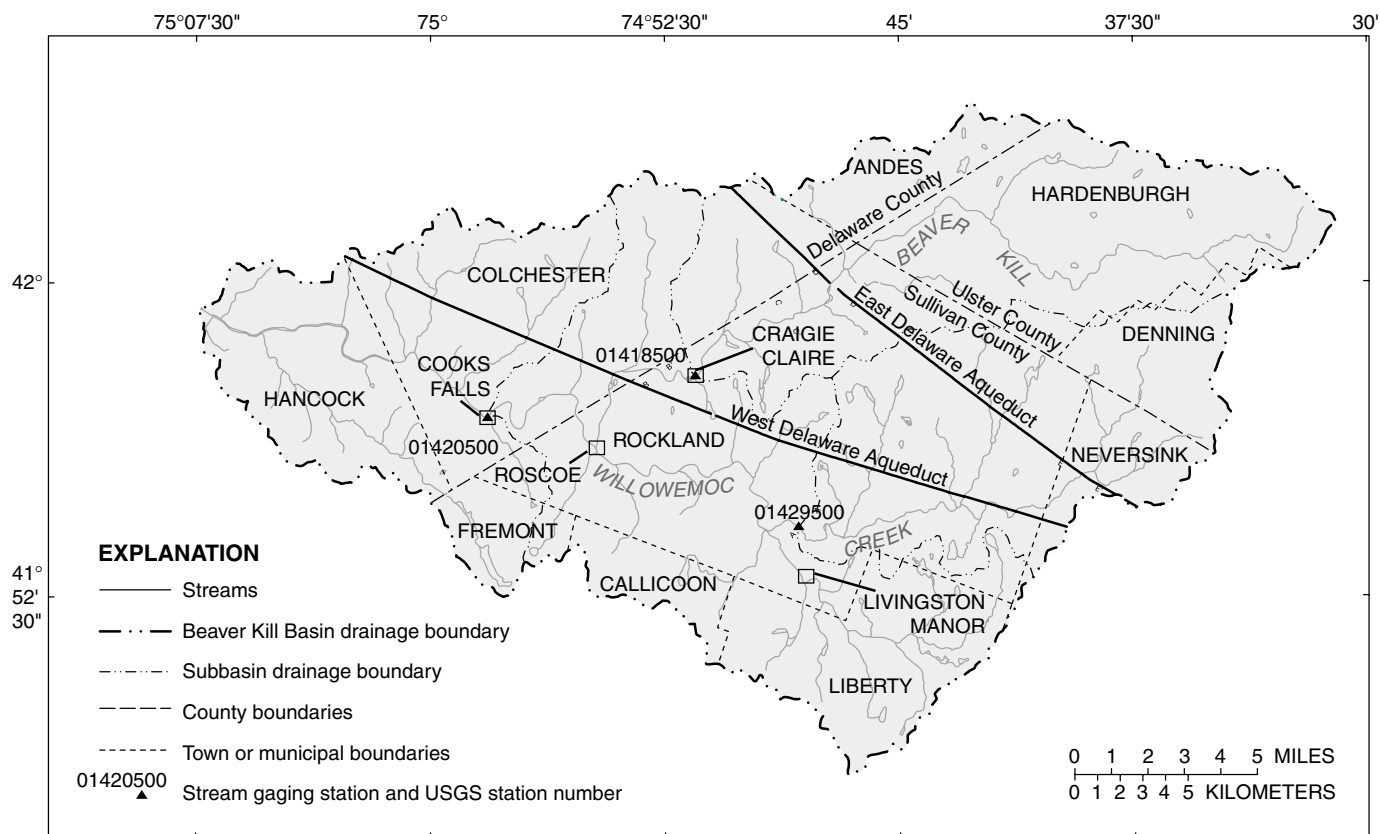 75°07'30"
75°
74°52'30"
45'
37'30"
30'
ANDES
HARDENBURGH
Delaware County
BEAVER
KILL
COLCHESTER
42°
Ulster County
Sullivan County
East Delaware Aqueduct
DENNING
CRAIGIE
CLAIRE
01418500
COOKS
FALLS
HANCOCK
West Delaware Aqueduct
ROCKLAND
01420500
ROSCOE
NEVERSINK
WILLOWEMOC
01429500
FREMONT
CREEK
CALLICOON
LIVINGSTON
MANOR
LIBERTY
41°
52'
30"
EXPLANATION
Streams
Beaver Kill Basin drainage boundary
Subbasin drainage boundary
County boundaries
Town or municipal boundaries
01420500
Stream gaging station and USGS station number
0 1 2 3 4 5 MILES
0 1 2 3 4 5 KILOMETERS